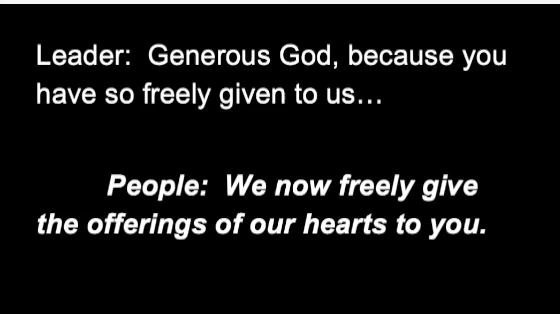 Leader:  Generous God, because you
have so freely given to us…
People:  We now freely give
the offerings of our hearts to you.